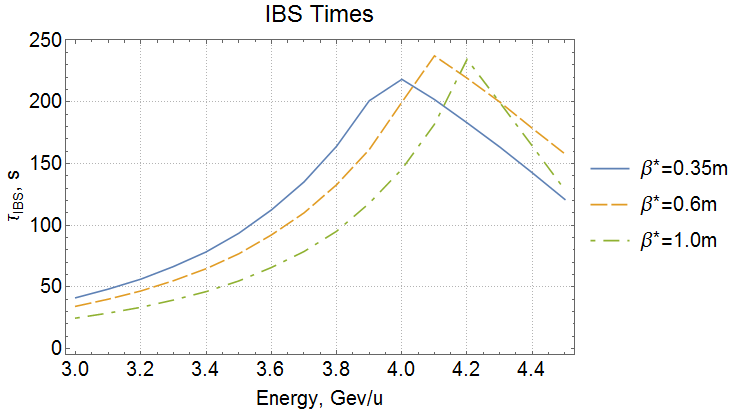 IBS Times
250
200
150
100
50
0
τIBS, s
3.0 3.2 3.4 3.6 3.8 4.0 4.2 4.4
Energy, Gev/u
β*=0.35m
β*=0.6m
β*=1.0m